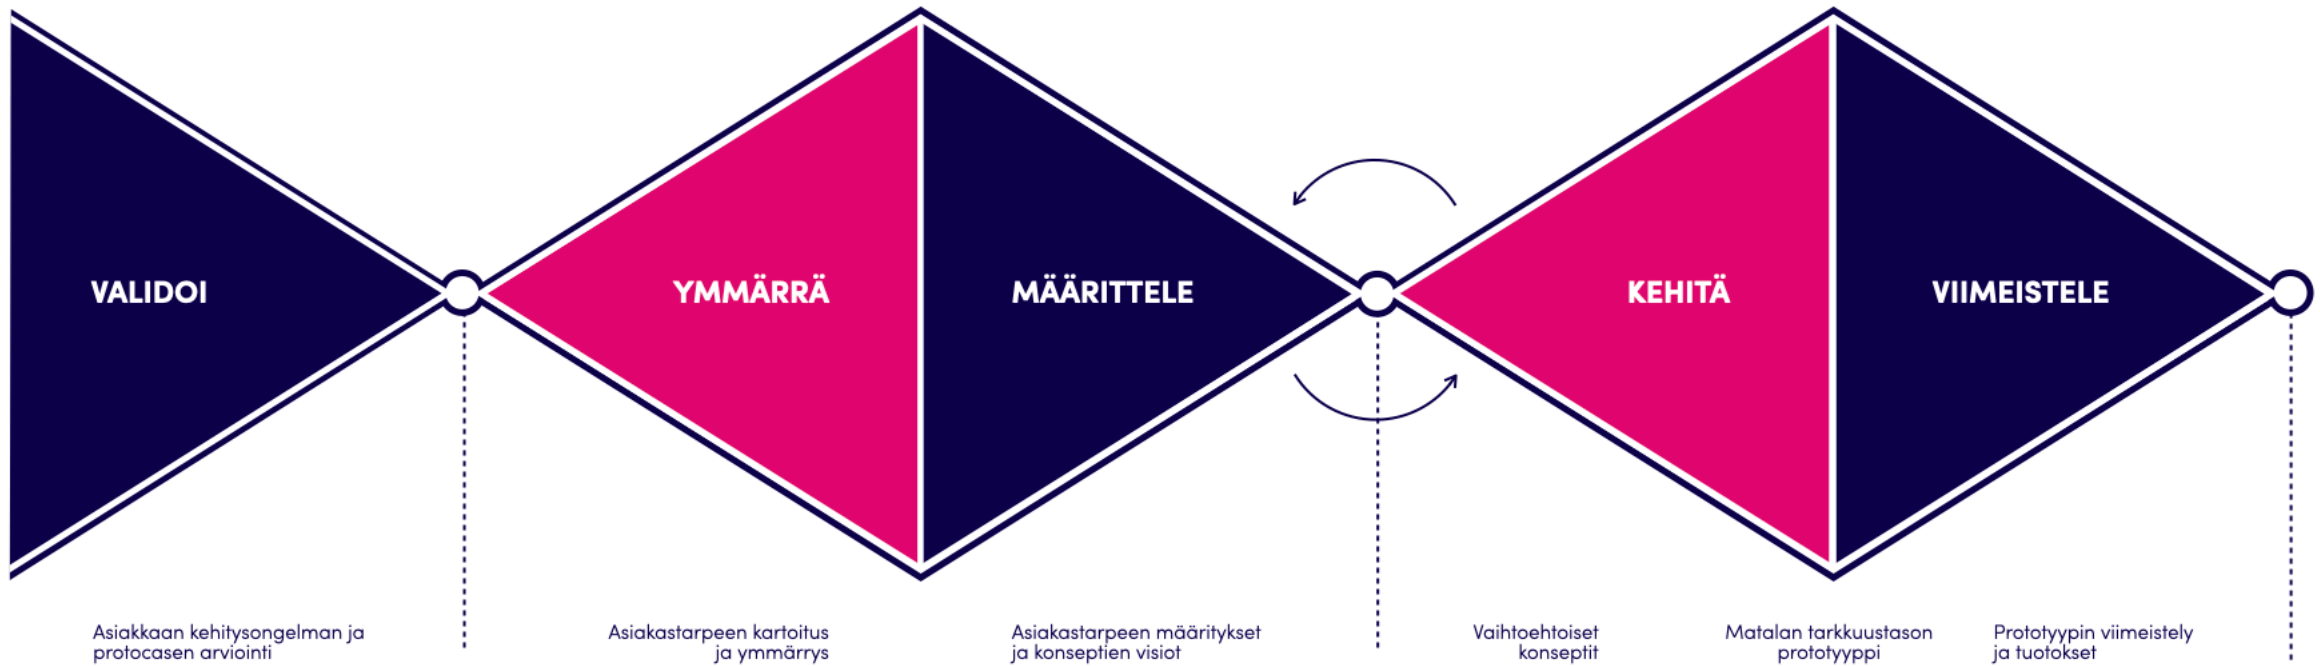 VALIDOI
YMMÄRRÄ
MÄÄRITTELE
KEHITÄ
VIIMEISTELE
Asiakkaan kehitysongelman ja
protocasen arviointi
Asiakastarpeen kartoitus
ja ymmärrys
Asiakastarpeen määritykset
ja konseptien visiot
Vaihtoehtoiset
konseptit
Matalan tarkkuustason
prototyyppi
Prototyypin viimeistely
ja tuotokset